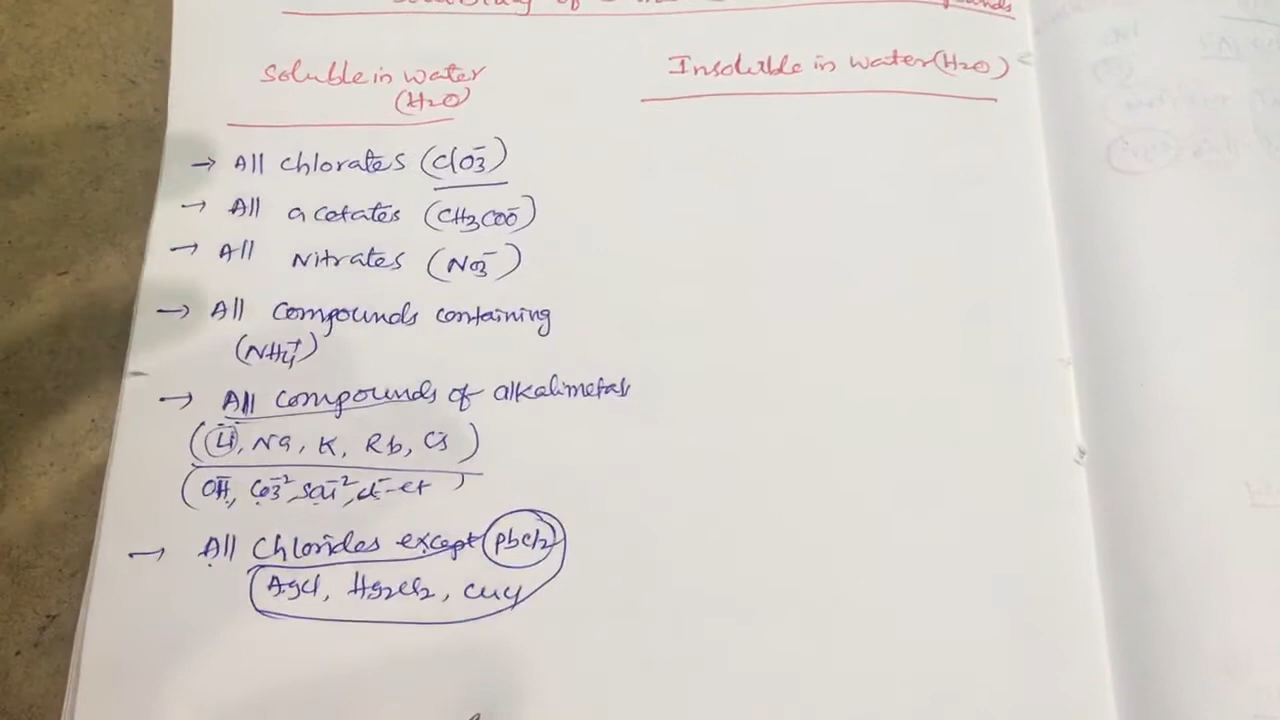 Soluble in water
(H2O)
Insoluble in water (H2O)
→ All chlorates (ClO3⁻)
→ All acetates (CH3COO⁻)
→ All Nitrates (NO3⁻)
→ All compounds containing
(NH4⁺)
→ All compounds of alkalimetals
(Li, Na, K, Rb, Cs)
(OH⁻, CO3⁻², SO4⁻², Cl⁻ et)
→ All Chlorides except PbCl2
AgCl, Hg2Cl2, CuCl